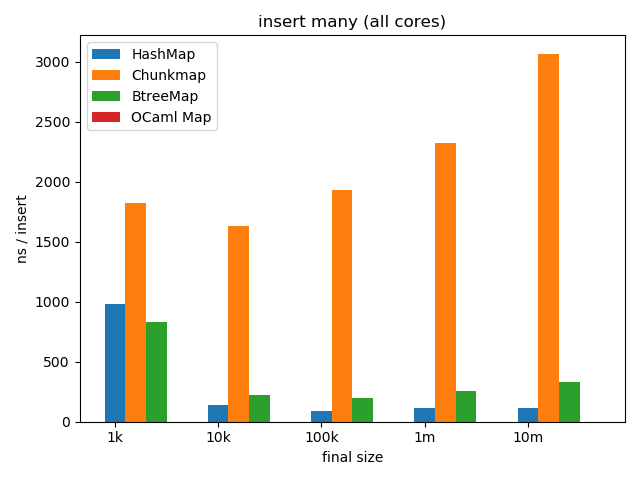 insert many (all cores)
HashMap
Chunkmap
BtreeMap
OCaml Map
ns / insert
3000
2500
2000
1500
1000
500
0
1k 10k 100k 1m 10m
final size